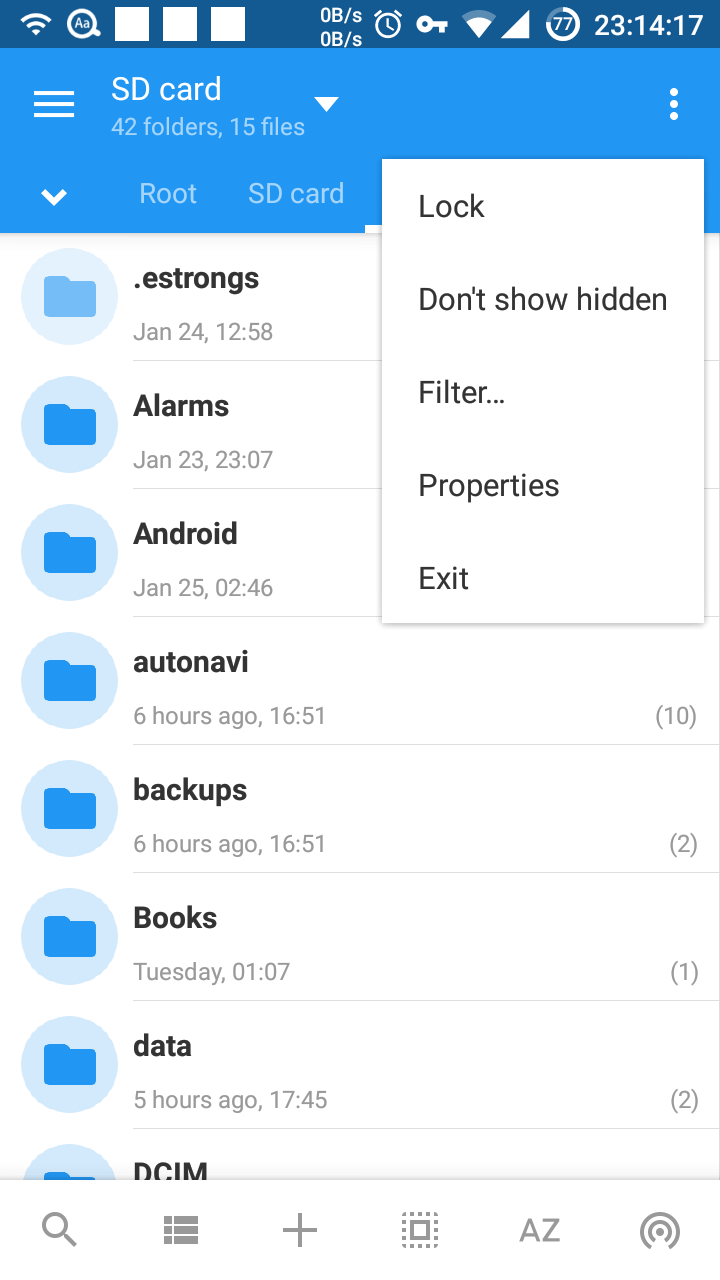 Aa
0B/s
0B/s
77
23:14:17
SD card
42 folders, 15 files
Root
SD card
Lock
Don't show hidden
Filter...
Properties
Exit
.estrongs
Jan 24, 12:58
Alarms
Jan 23, 23:07
Android
Jan 25, 02:46
autonavi
6 hours ago, 16:51
(10)
backups
6 hours ago, 16:51
(2)
Books
Tuesday, 01:07
(1)
data
5 hours ago, 17:45
(2)
DCIM
AZ